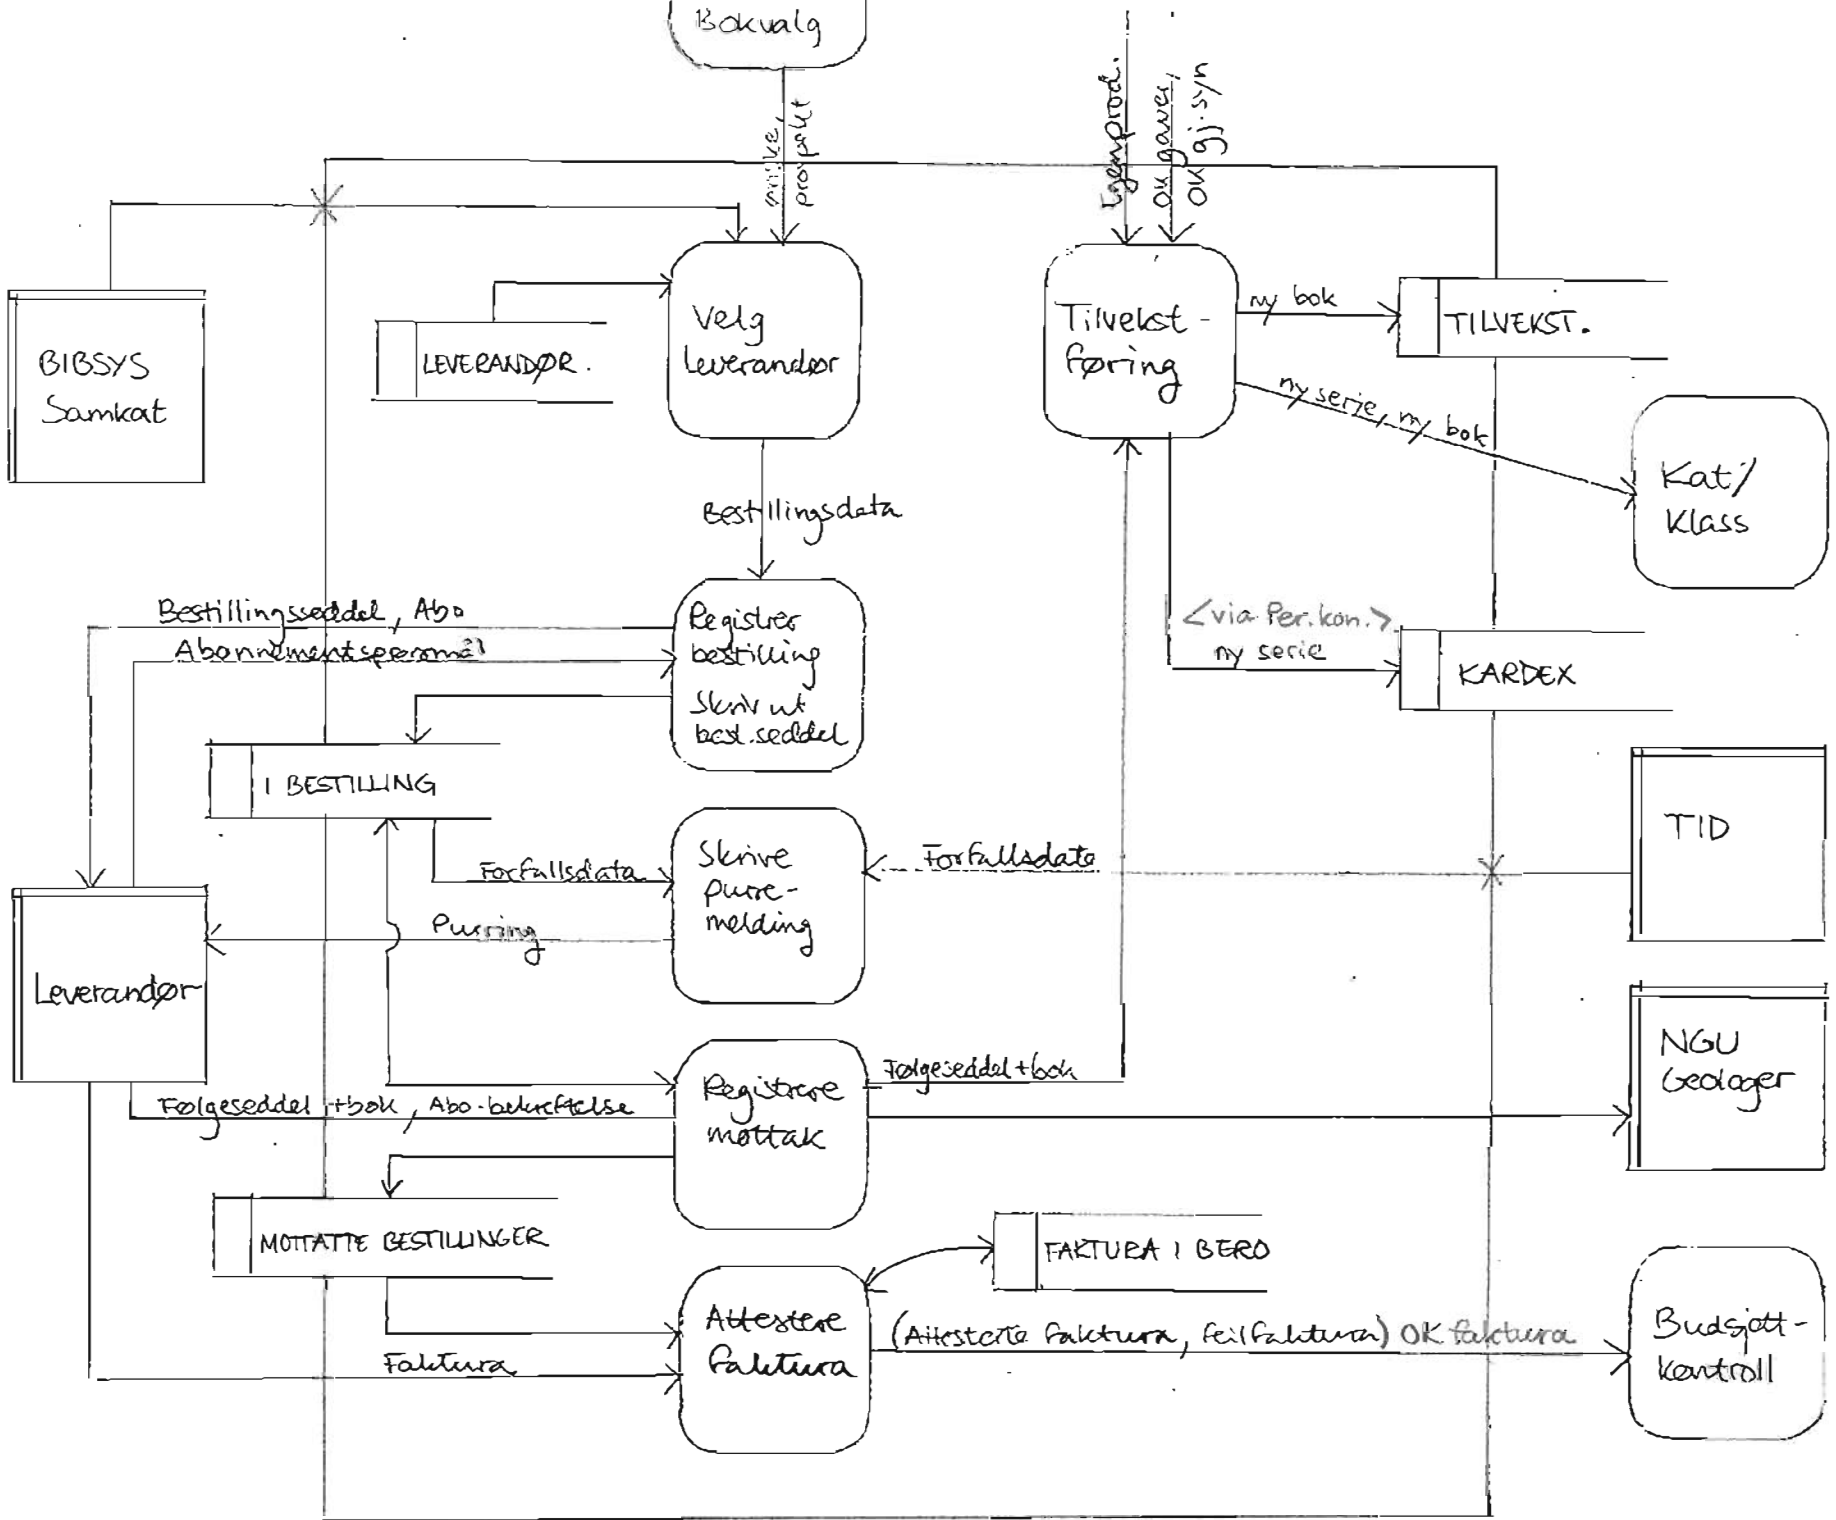 Bokvalg
ønske,
prospekt
Egenprod.
OK gaver,
OK gj.syn
BIBSYS
Samkat
LEVERANDØR.
Velg
leverandør
Tilvekst-
føring
ny bok
TILVEKST.
ny serie, ny bok
Kat/
Klass
Bestillingsdata
Bestillingsseddel, Abo
Abonnementspørsmål
Registrer
bestilling
Skriv ut
best.seddel
<via Per.kon.>
ny serie
KARDEX
I BESTILLING
TID
Forfallsdata
Skrive
purre-
melding
Forfallsdato
Purring
Leverandør
NGU
Geologer
Følgeseddel+bok
Registrere
mottak
Følgeseddel +bok, Abo-bekreftelse
MOTTATTE BESTILLINGER
FAKTURA I BERO
Attestere
faktura
(Attesterte faktura, feilfaktura) OK faktura
Faktura
Budsjett-
kontroll